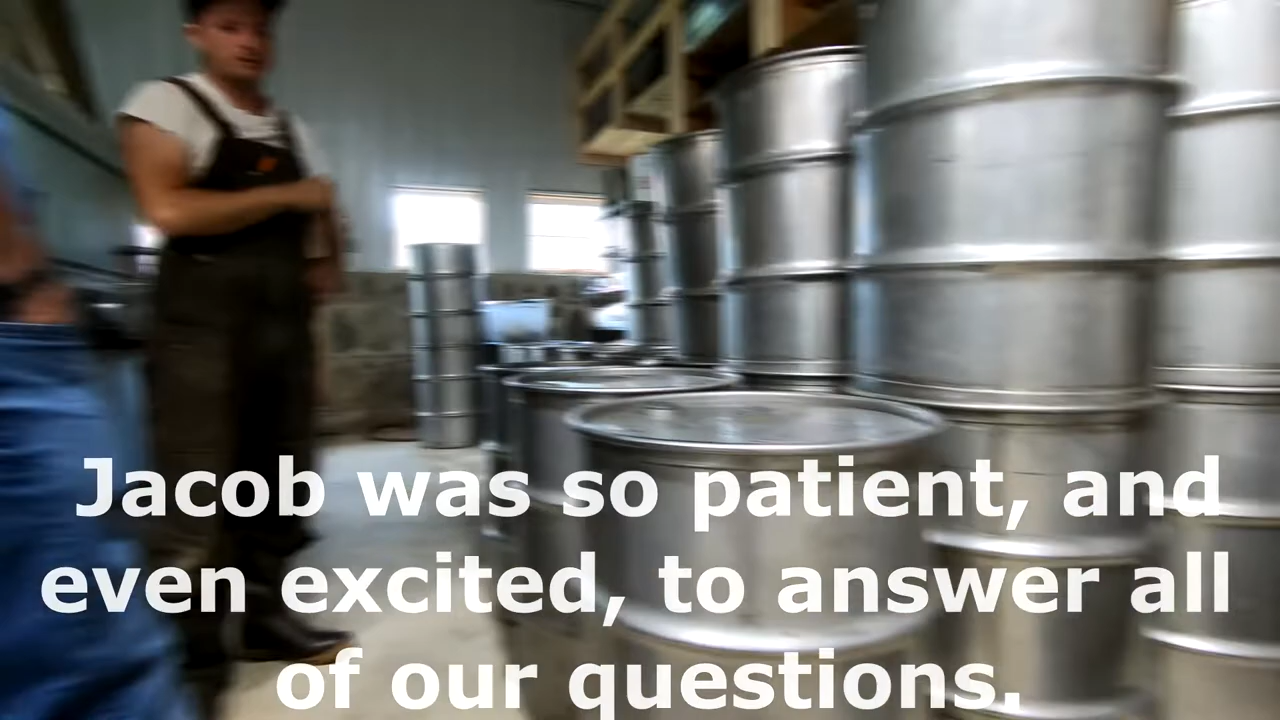 Jacob was so patient, and
even excited, to answer all
of our questions.